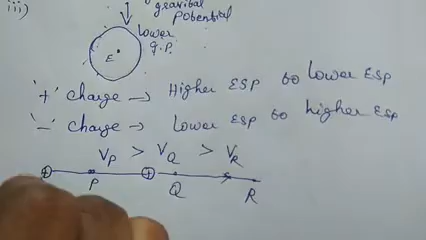 iii)
gravital
potential
lower
g.p.
E
'+' charge → Higher ESP to lower ESP
'-' charge → lower ESP to higher ESP
V_P > V_Q > V_R
+ P + Q R